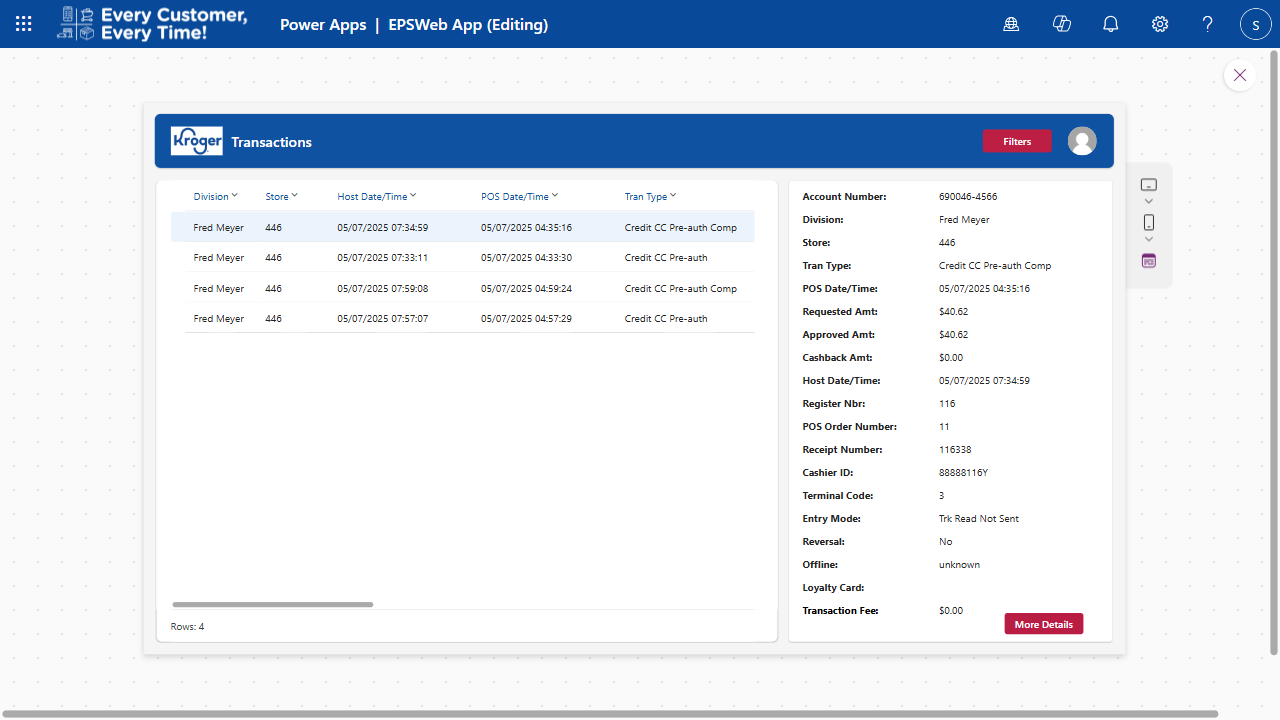 Every Customer,
Every Time!
Power Apps | EPSWeb App (Editing)
S
Kroger
Transactions
Filters
Division Store Host Date/Time POS Date/Time Tran Type
Fred Meyer 446 05/07/2025 07:34:59 05/07/2025 04:35:16 Credit CC Pre-auth Comp
Fred Meyer 446 05/07/2025 07:33:11 05/07/2025 04:33:30 Credit CC Pre-auth
Fred Meyer 446 05/07/2025 07:59:08 05/07/2025 04:59:24 Credit CC Pre-auth Comp
Fred Meyer 446 05/07/2025 07:57:07 05/07/2025 04:57:29 Credit CC Pre-auth
Rows: 4
Account Number: 690046-4566
Division: Fred Meyer
Store: 446
Tran Type: Credit CC Pre-auth Comp
POS Date/Time: 05/07/2025 04:35:16
Requested Amt: $40.62
Approved Amt: $40.62
Cashback Amt: $0.00
Host Date/Time: 05/07/2025 07:34:59
Register Nbr: 116
POS Order Number: 11
Receipt Number: 116338
Cashier ID: 88888116Y
Terminal Code: 3
Entry Mode: Trk Read Not Sent
Reversal: No
Offline: unknown
Loyalty Card:
Transaction Fee: $0.00
More Details